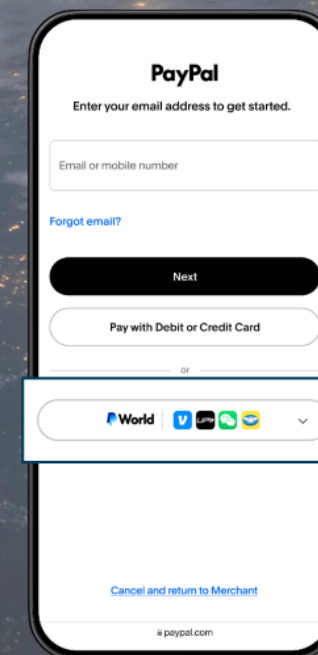 PayPal
Enter your email address to get started.
Email or mobile number
Forgot email?
Next
Pay with Debit or Credit Card
or
World
Cancel and return to Merchant
paypal.com